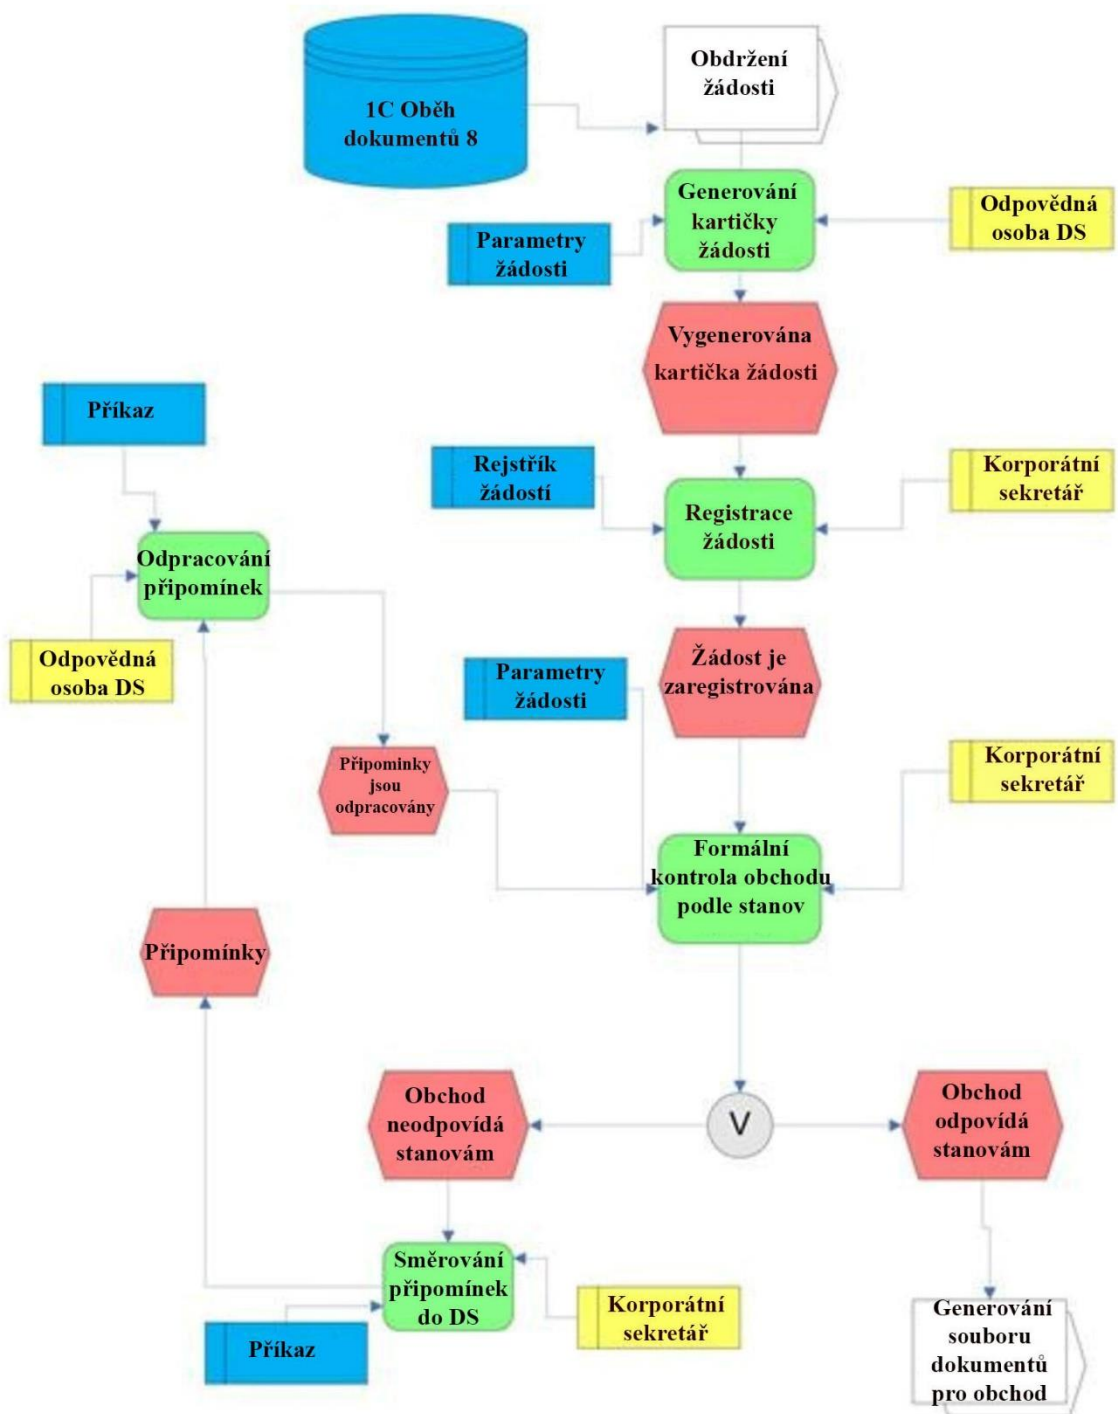 1C Oběh
dokumentů 8
Obdržení
žádosti
Generování
kartičky
žádosti
Odpovědná
osoba DS
Parametry
žádosti
Vygenerována
kartička žádosti
Příkaz
Rejstřík
žádostí
Korporátní
sekretář
Registrace
žádosti
Odpracování
připomínek
Odpovědná
osoba DS
Žádost je
zaregistrována
Parametry
žádosti
Připominky
jsou
odpracovány
Korporátní
sekretář
Formální
kontrola obchodu
podle stanov
Připomínky
Obchod
neodpovídá
stanovám
V
Obchod
odpovídá
stanovám
Směrování
připomínek
do DS
Příkaz
Korporátní
sekretář
Generování
souboru
dokumentů
pro obchod